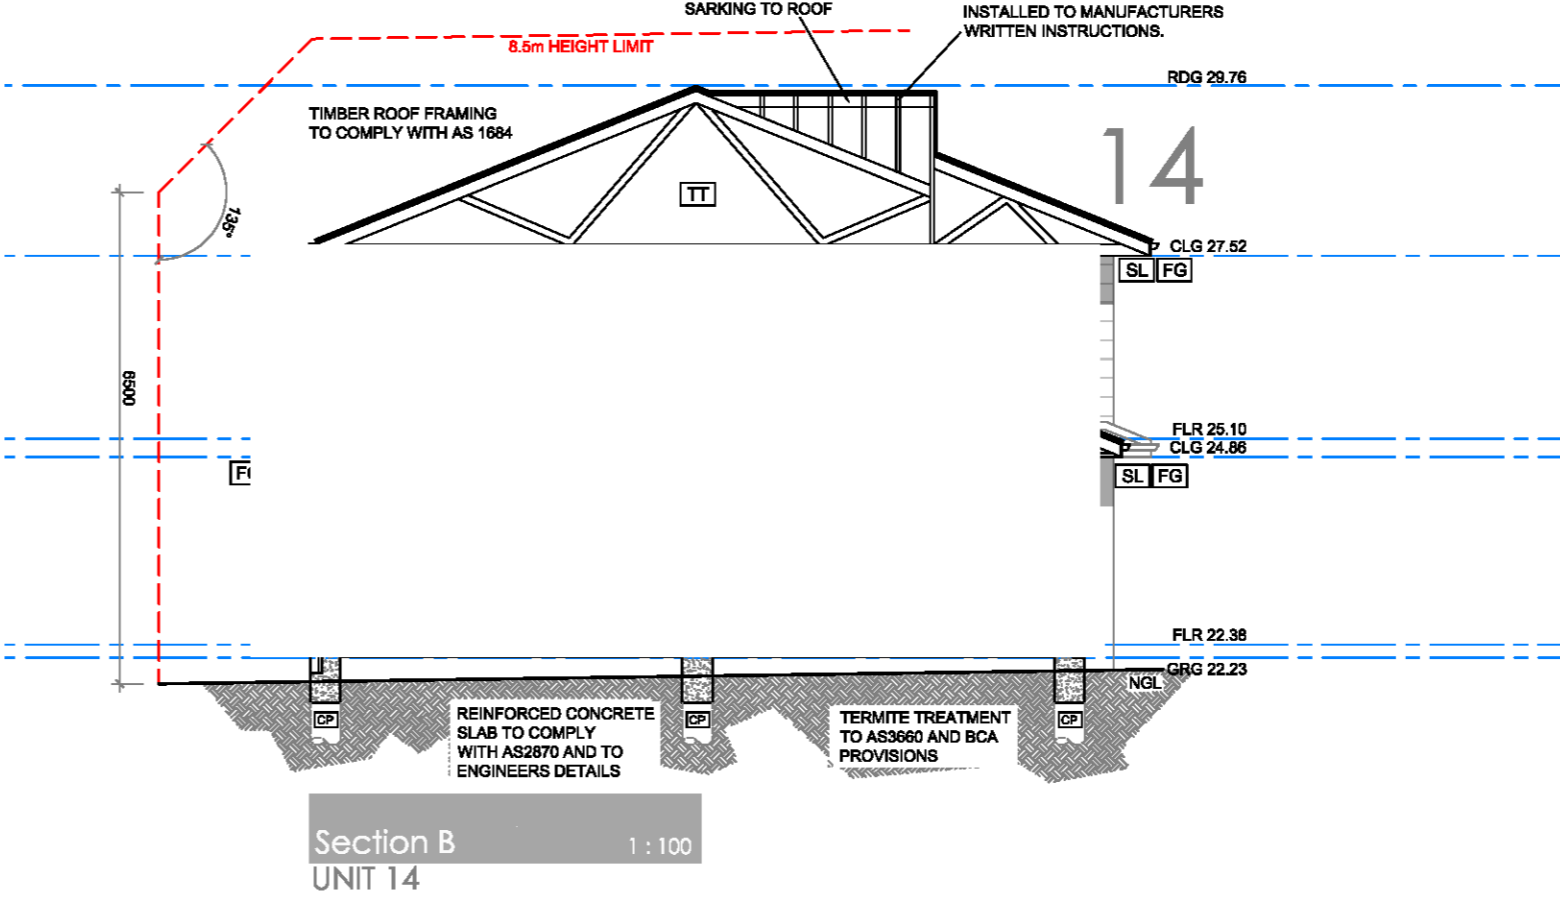 SARKING TO ROOF
INSTALLED TO MANUFACTURERS
WRITTEN INSTRUCTIONS.
8.5m HEIGHT LIMIT
RDG 29.76
TIMBER ROOF FRAMING
TO COMPLY WITH AS 1684
14
TT
135°
CLG 27.52
SL FG
6500
FLR 25.10
CLG 24.86
SL FG
FLR 22.38
GRG 22.23
NGL
CP
CP
CP
REINFORCED CONCRETE
SLAB TO COMPLY
WITH AS2870 AND TO
ENGINEERS DETAILS
TERMITE TREATMENT
TO AS3660 AND BCA
PROVISIONS
Section B 1 : 100
UNIT 14